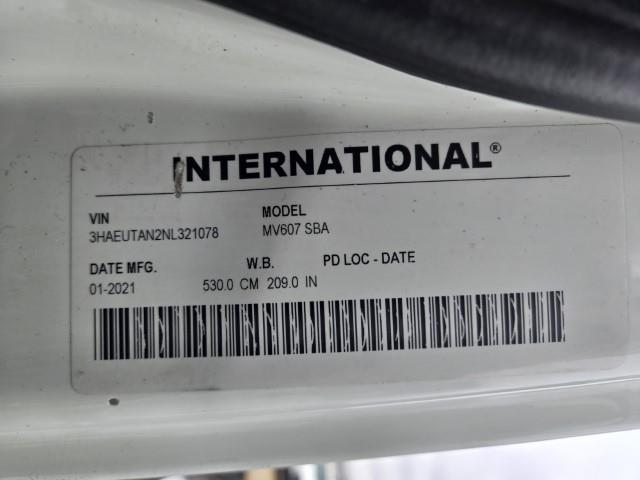 INTERNATIONAL®
VIN MODEL
3HAEUTAN2NL321078 MV607 SBA
DATE MFG. W.B. PD LOC - DATE
01-2021 530.0 CM 209.0 IN